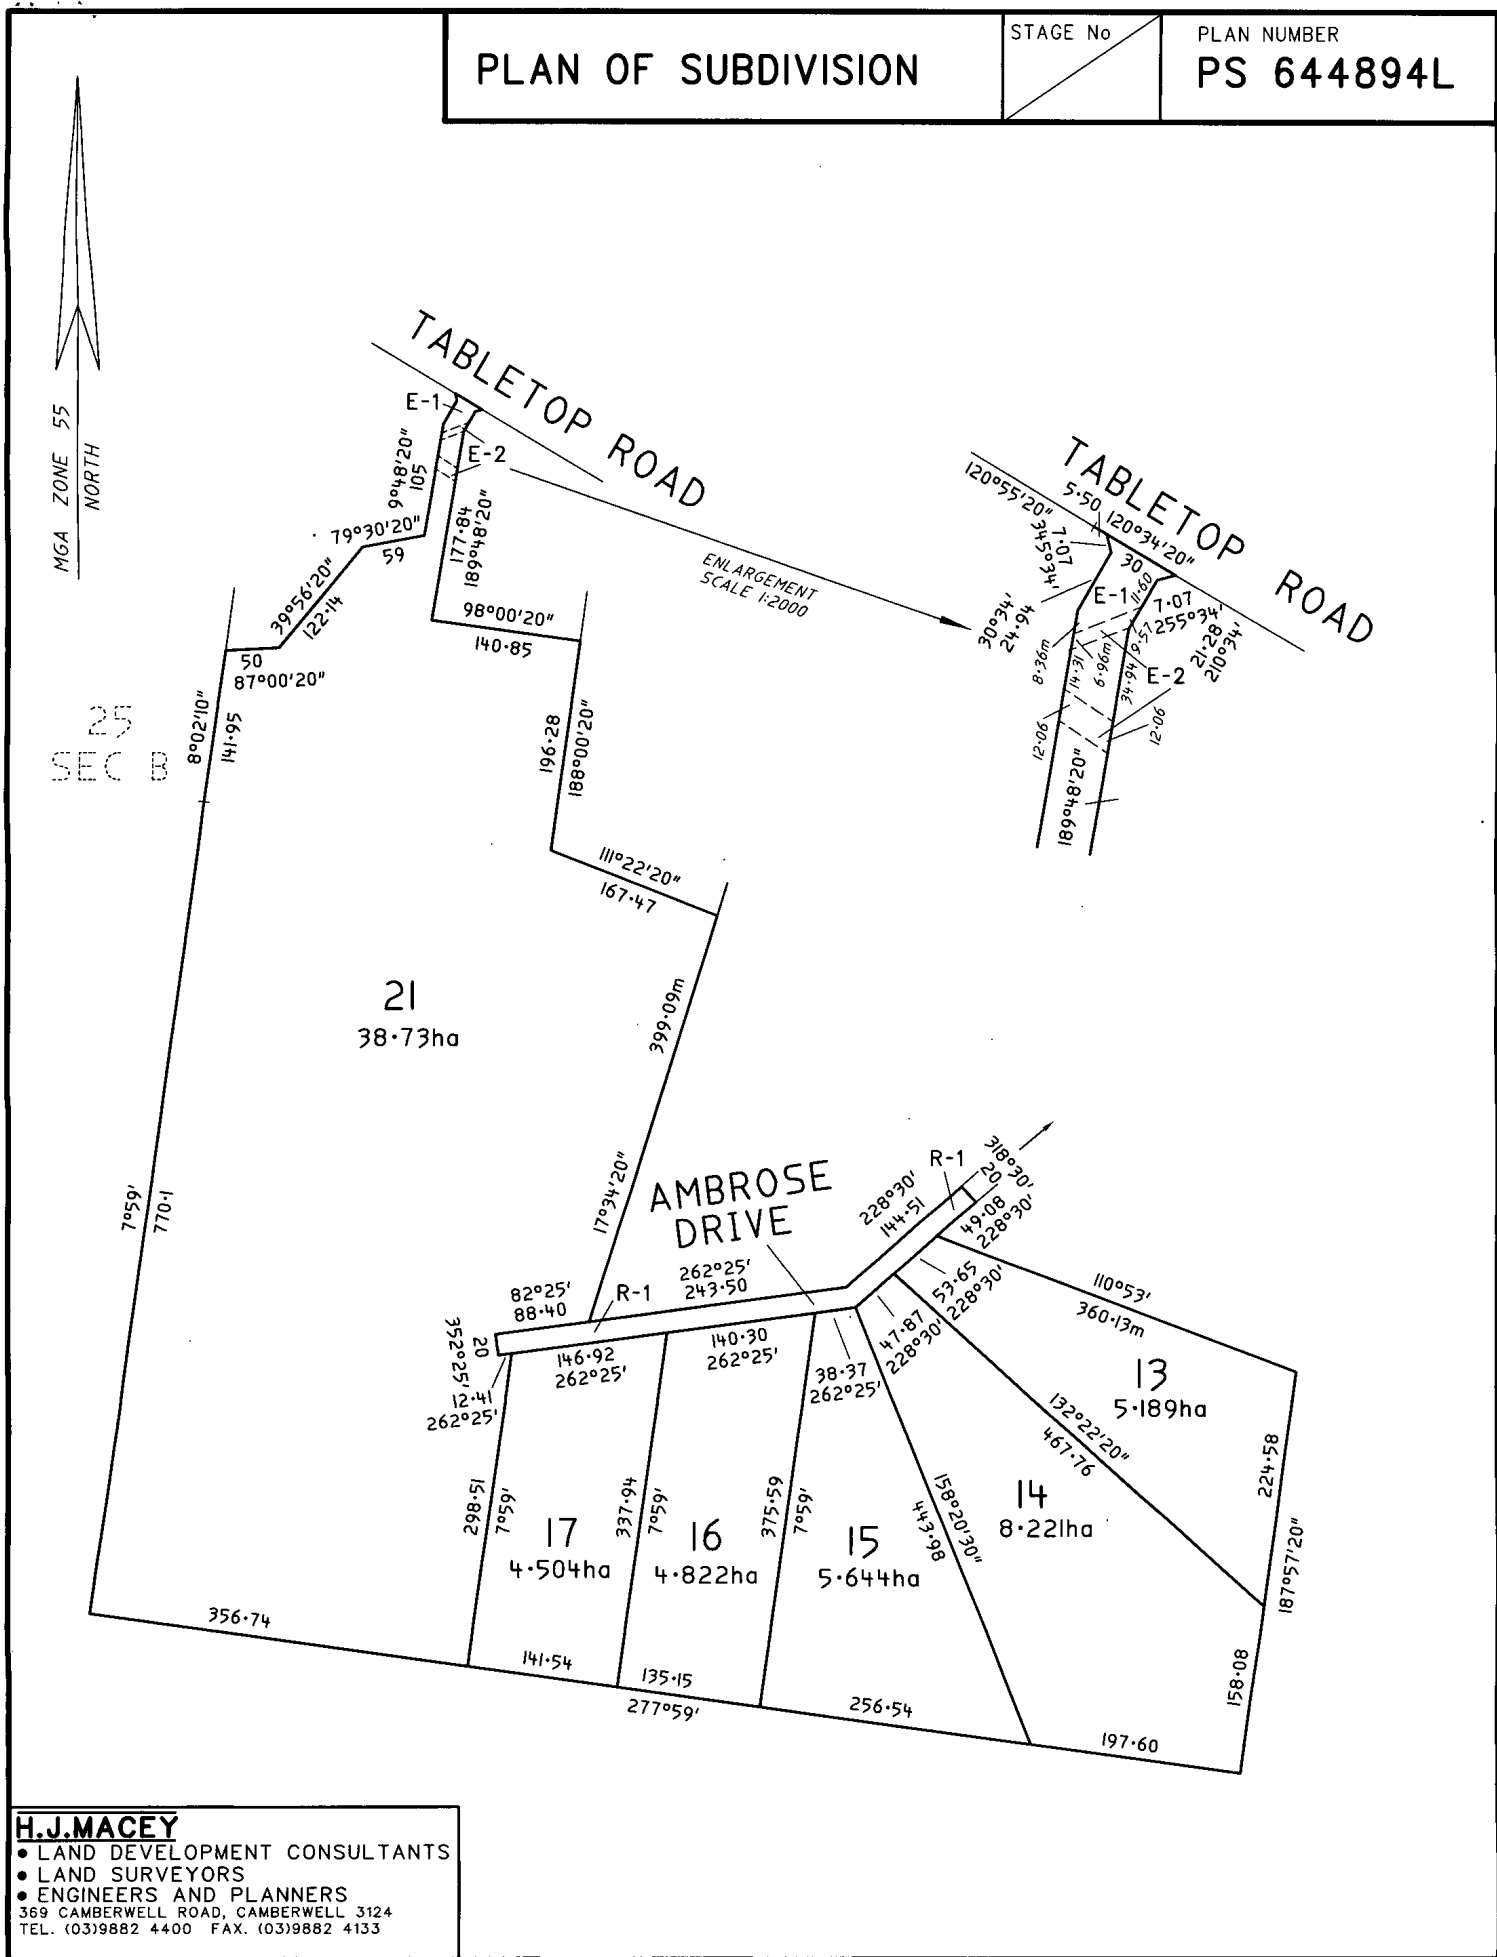 PLAN OF SUBDIVISION
STAGE No
PLAN NUMBER
PS 644894L
MGA ZONE 55
NORTH
TABLETOP ROAD
E-1
E-2
9°48'20"
105
79°30'20"
59
177·84
189°48'20"
39°56'20"
122·14
98°00'20"
140·85
50
87°00'20"
8°02'10"
141·95
25
SEC B
196·28
188°00'20"
111°22'20"
167·47
ENLARGEMENT
SCALE 1:2000
TABLETOP ROAD
120°55'20"
5·50
120°34'20"
7·07
345°34'
30
E-1
11·60
7·07
255°34'
30°34'
24·94
21·28
210°34'
8·36m
14·31
6·96m
9·57
34·94
E-2
12·06
12·06
189°48'20"
21
38·73ha
399·09m
17°34'20"
7°59'
770·1
AMBROSE
DRIVE
R-1
318°30'
20
228°30'
144·51
49·08
228°30'
262°25'
243·50
82°25'
88·40
R-1
53·65
228°30'
47·87
228°30'
110°53'
360·13m
352°25'
20
146·92
262°25'
140·30
262°25'
38·37
262°25'
12·41
262°25'
13
5·189ha
132°22'20"
467·76
224·58
187°57'20"
14
8·221ha
158°20'30"
443·98
15
5·644ha
375·59
7°59'
16
4·822ha
337·94
7°59'
17
4·504ha
298·51
7°59'
356·74
141·54
135·15
277°59'
256·54
197·60
158·08
H.J.MACEY
• LAND DEVELOPMENT CONSULTANTS
• LAND SURVEYORS
• ENGINEERS AND PLANNERS
369 CAMBERWELL ROAD, CAMBERWELL 3124
TEL. (03)9882 4400 FAX. (03)9882 4133